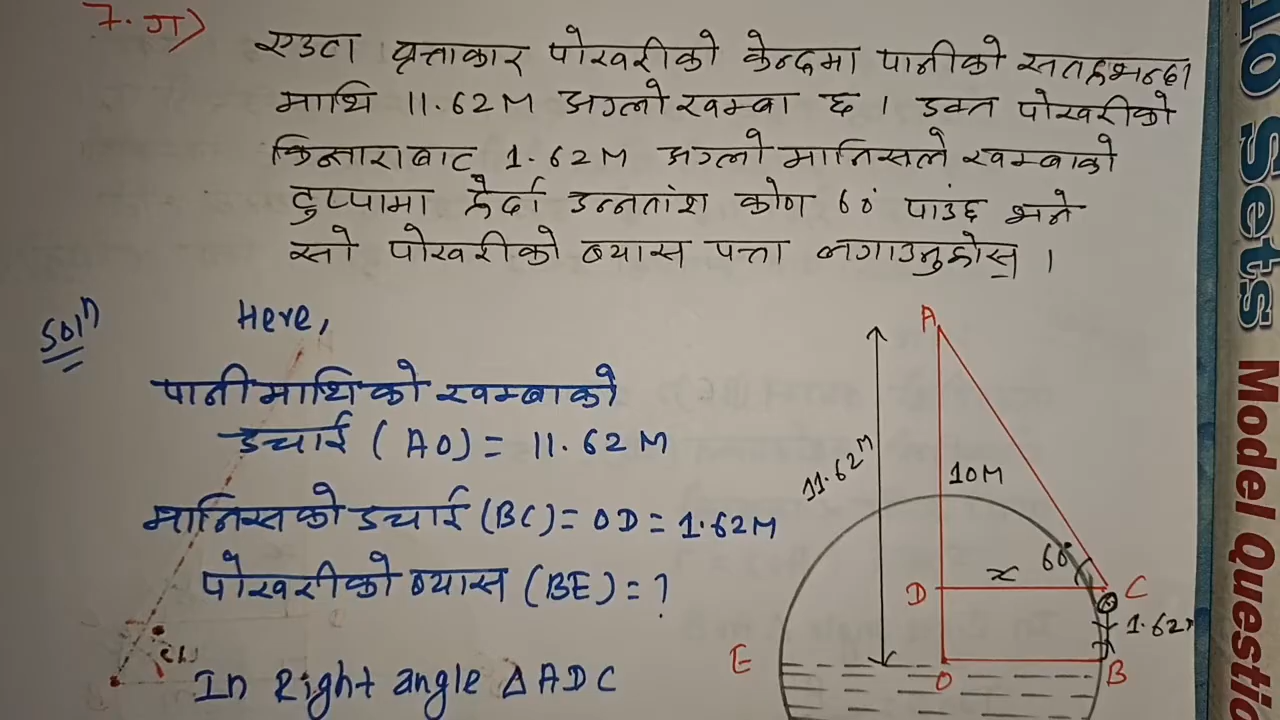 7. ग)
एउटा वृत्ताकार पोखरीको केन्द्रमा पानीको सतहभन्दा
माथि 11.62M अग्लो खम्बा छ । उक्त पोखरीको
किनाराबाट 1.62M अग्लो मानिसले खम्बाको
टुप्पामा हेर्दा उन्नतांश कोण 60° पाउंछ भने
सो पोखरीको ब्यास पत्ता लगाउनुहोस् ।
Solⁿ
Here,
पानीमाथिको खम्बाको
उचाई (AO) = 11.62M
मानिसको उचाई (BC) = OD = 1.62M
पोखरीको ब्यास (BE) = ?
In Right angle △ ADC
A
11.62M
10M
60°
D
x
C
1.62M
E
O
B
10 Sets Model Question